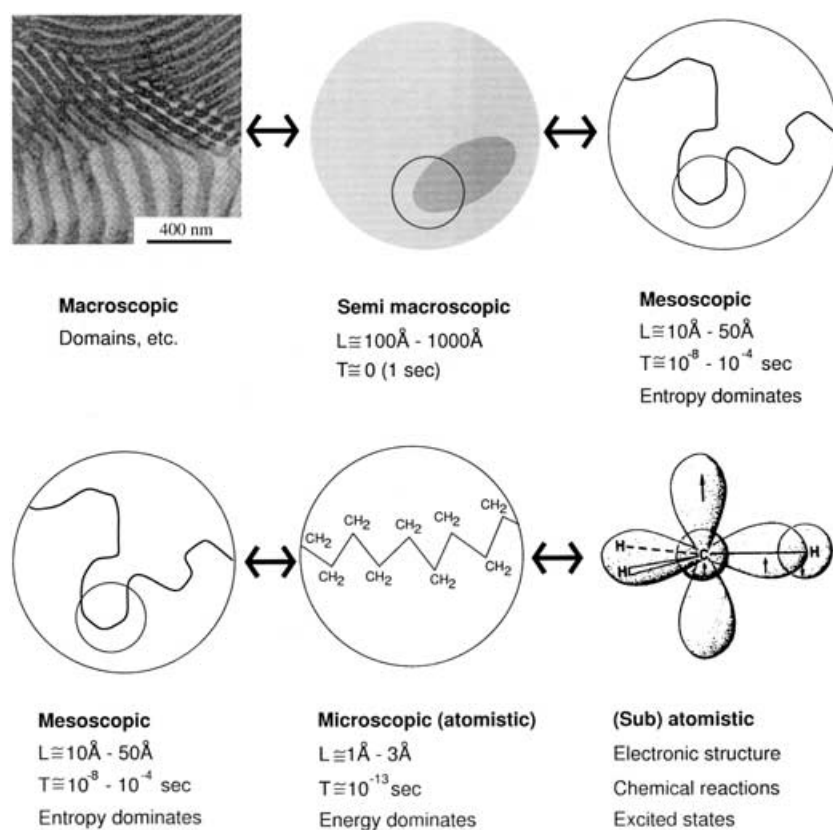 400 nm
Macroscopic
Domains, etc.
Semi macroscopic
L≅100Å - 1000Å
T≅0 (1 sec)
Mesoscopic
L≅10Å - 50Å
T≅10⁻⁸ - 10⁻⁴ sec
Entropy dominates
CH₂ CH₂ CH₂ CH₂ CH₂
CH₂ CH₂ CH₂ CH₂
H C H
H
Mesoscopic
L≅10Å - 50Å
T≅10⁻⁸ - 10⁻⁴ sec
Entropy dominates
Microscopic (atomistic)
L≅1Å - 3Å
T≅10⁻¹³ sec
Energy dominates
(Sub) atomistic
Electronic structure
Chemical reactions
Excited states